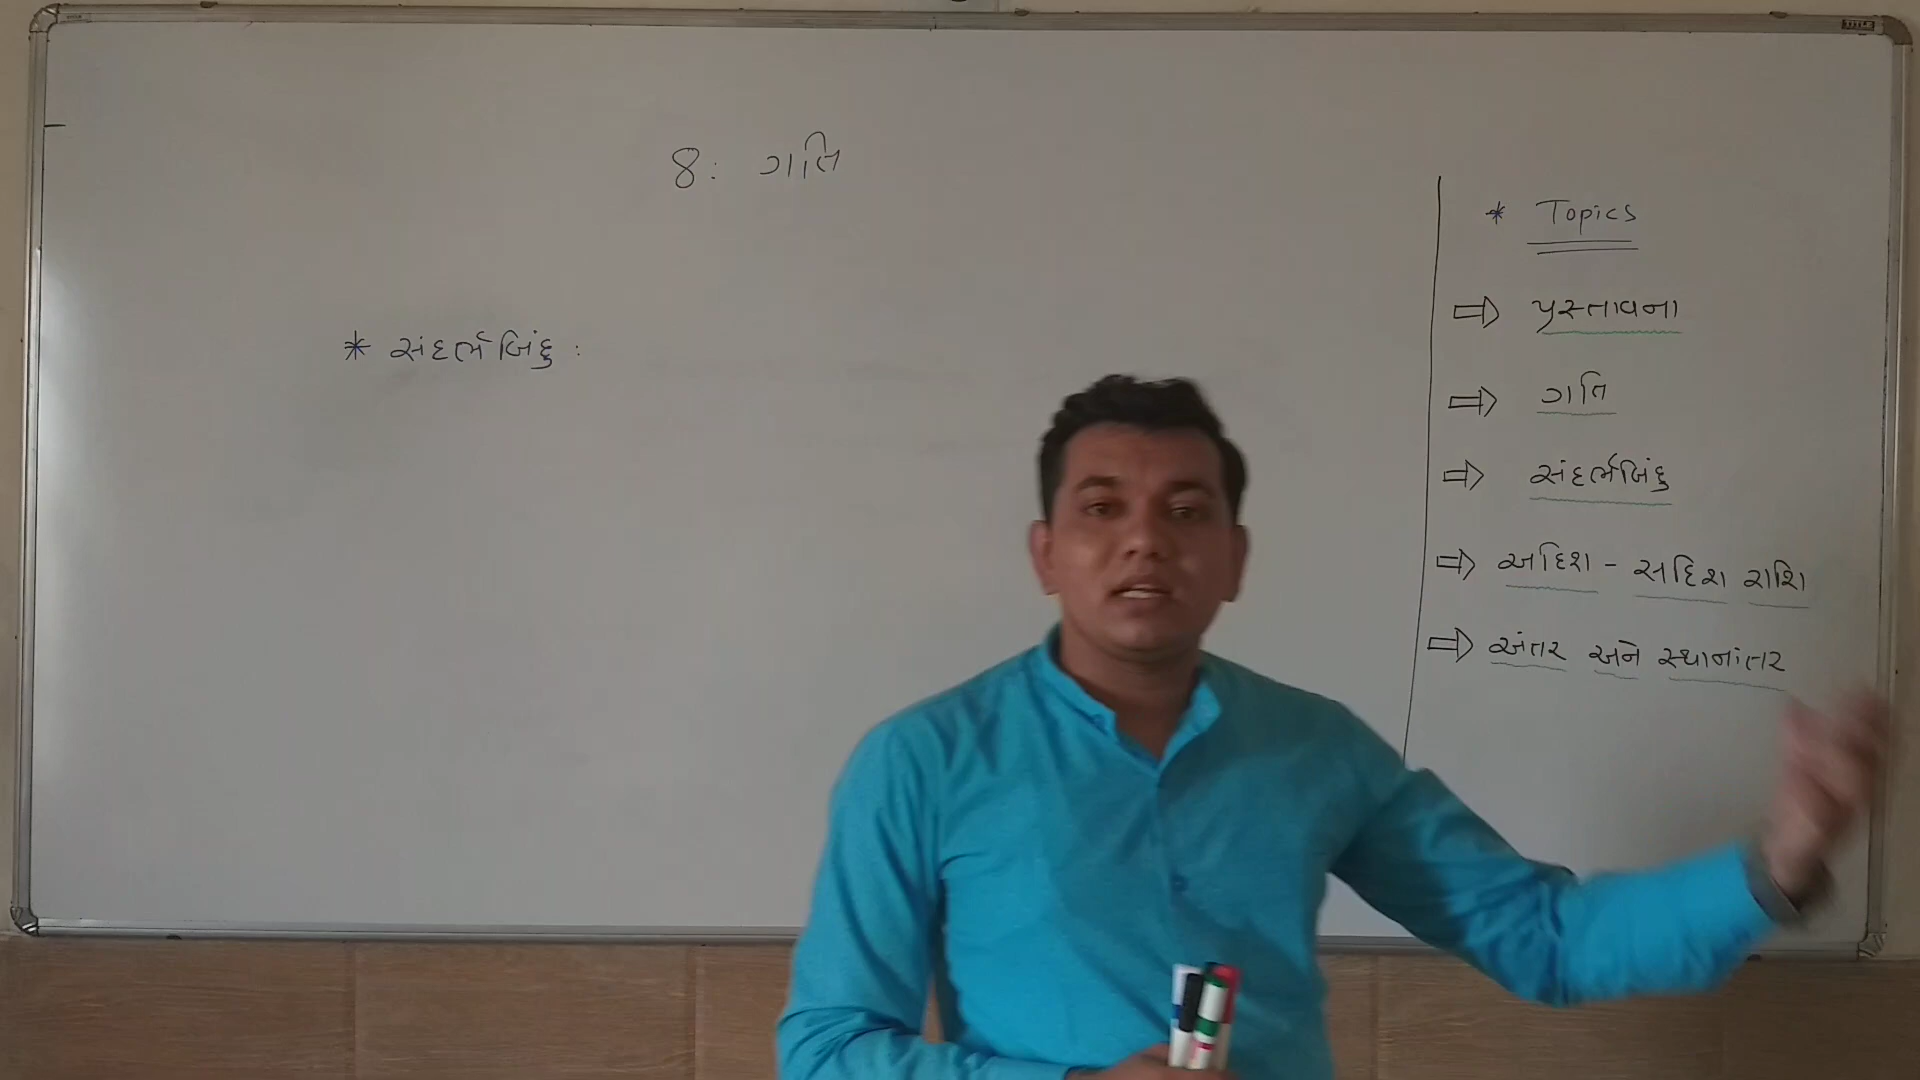 8: ગતિ
* સંદર્ભબિંદુ :
* Topics
⇒ પ્રસ્તાવના
⇒ ગતિ
⇒ સંદર્ભબિંદુ
⇒ અદિશ - સદિશ રાશિ
⇒ અંતર અને સ્થાનાંતર